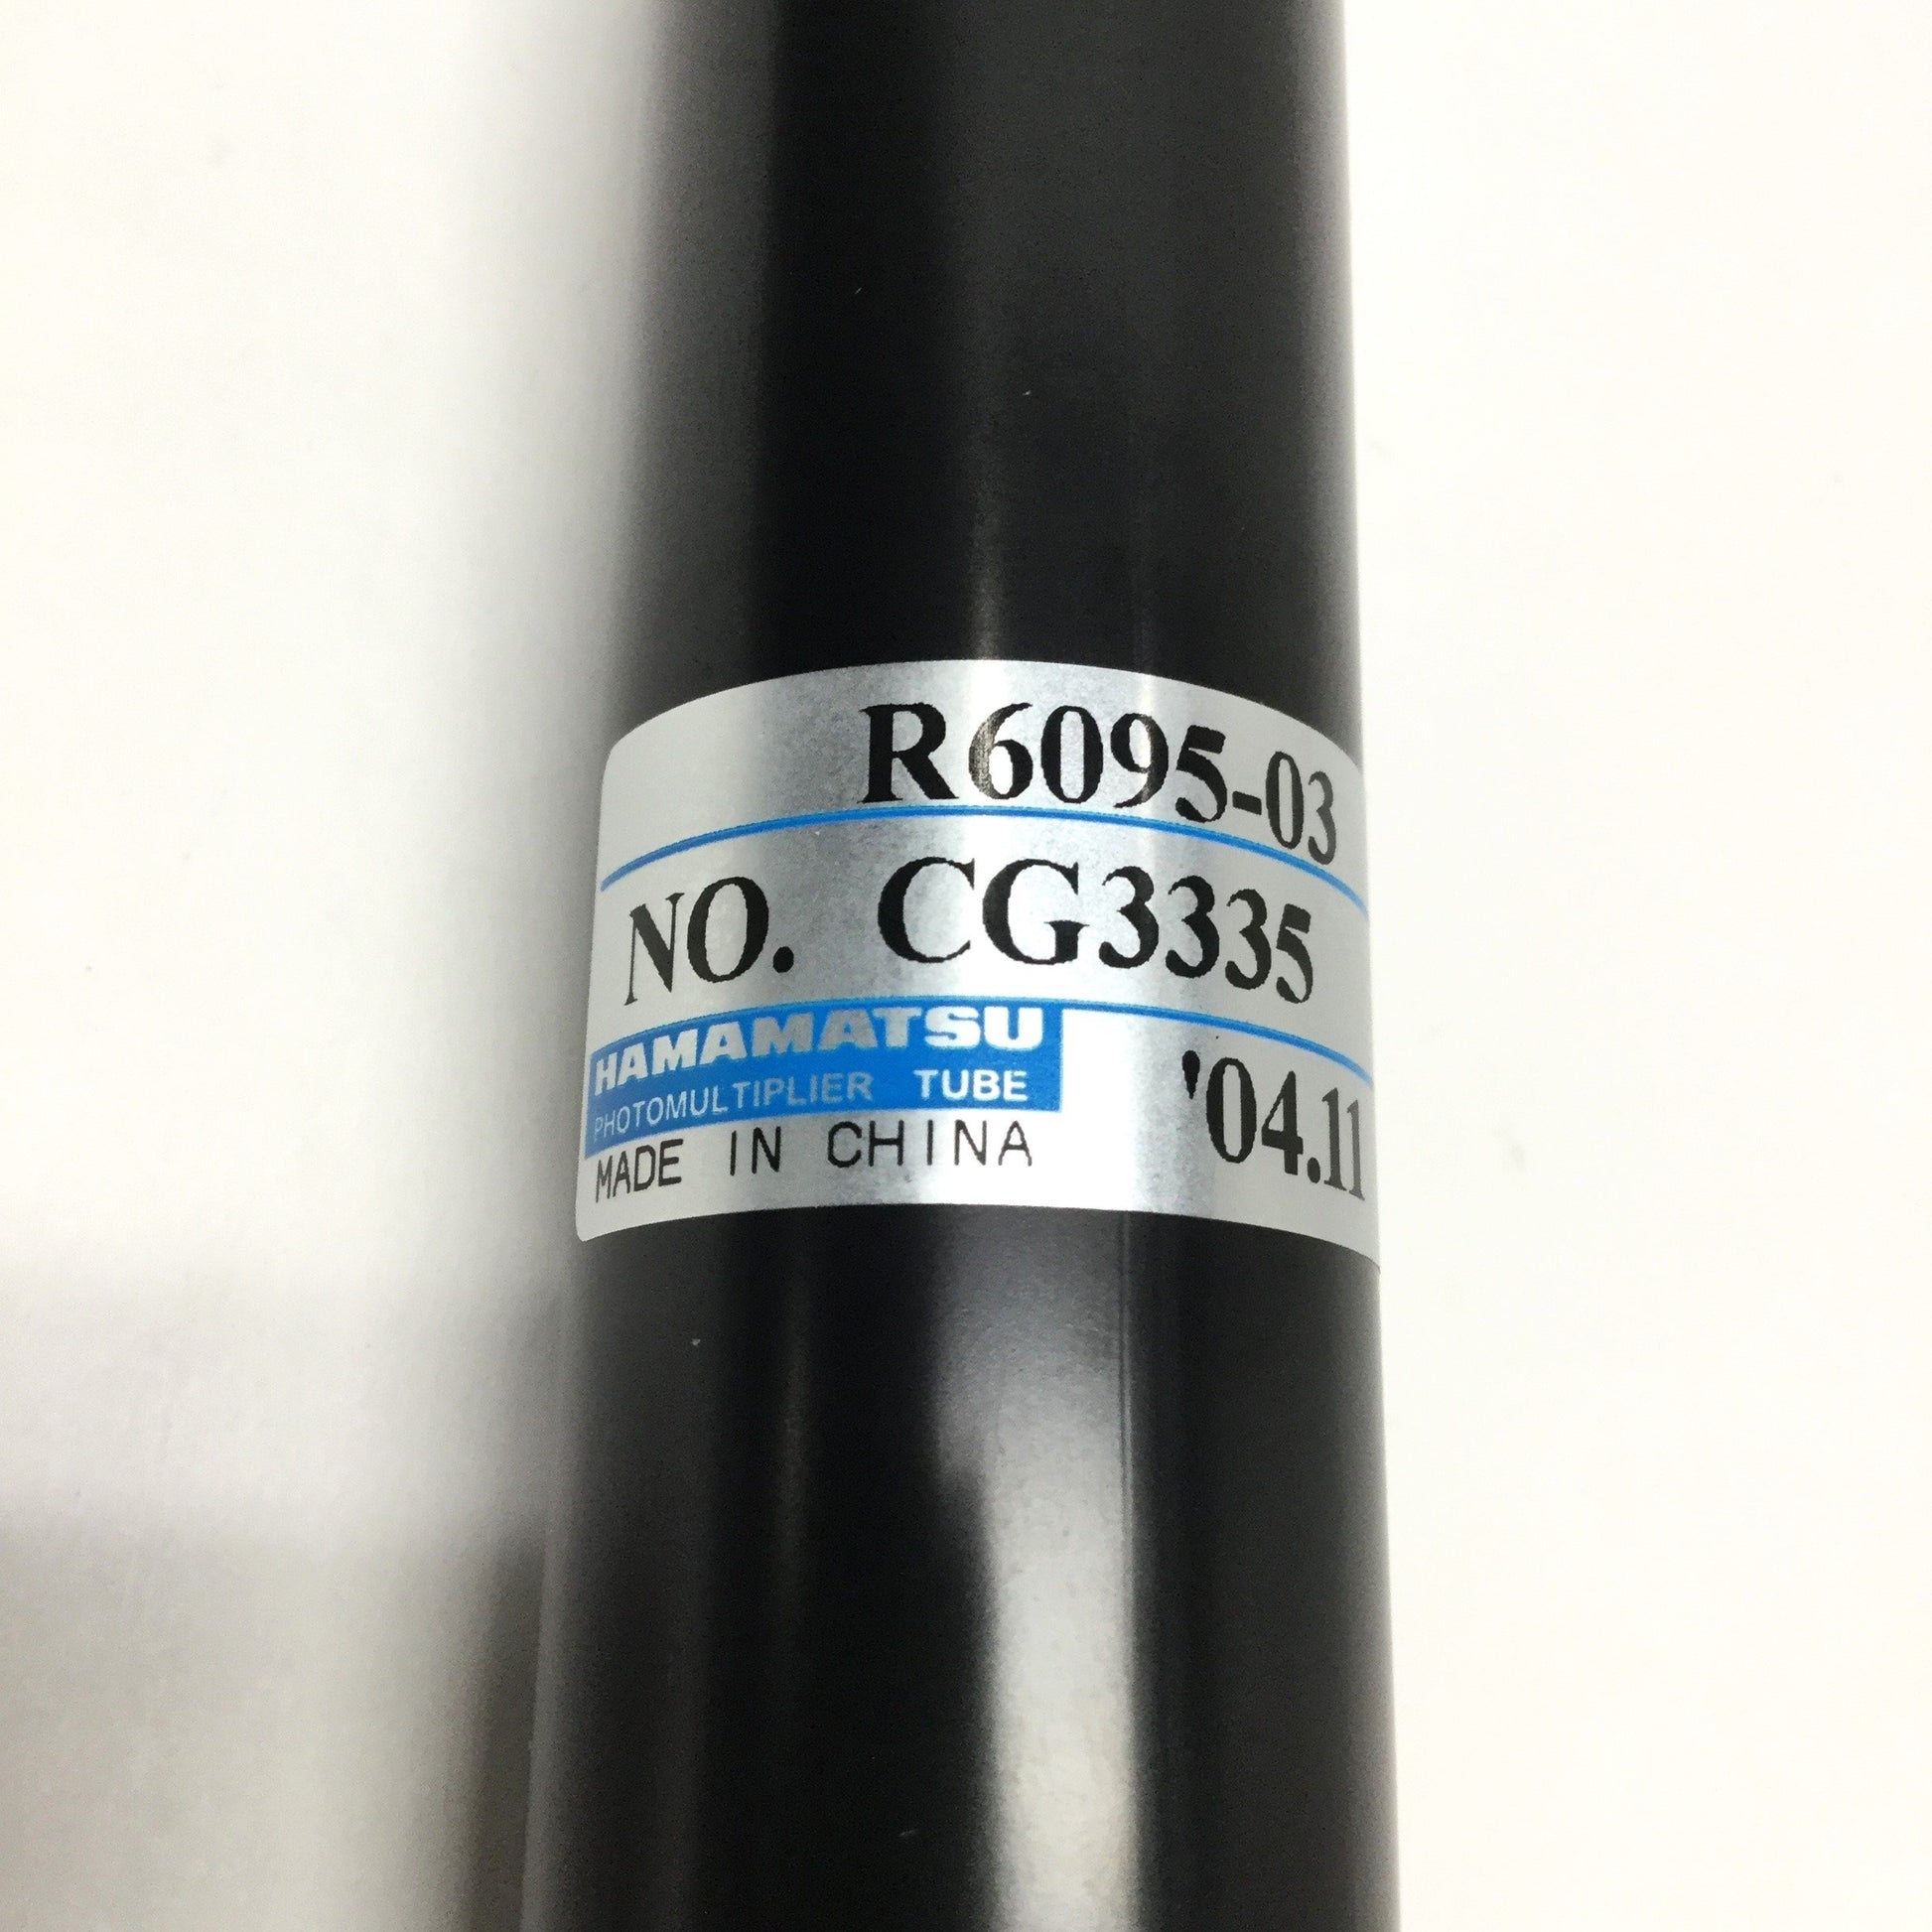 R6095-03
NO. CG3335
HAMAMATSU
PHOTOMULTIPLIER TUBE
MADE IN CHINA
'04.11